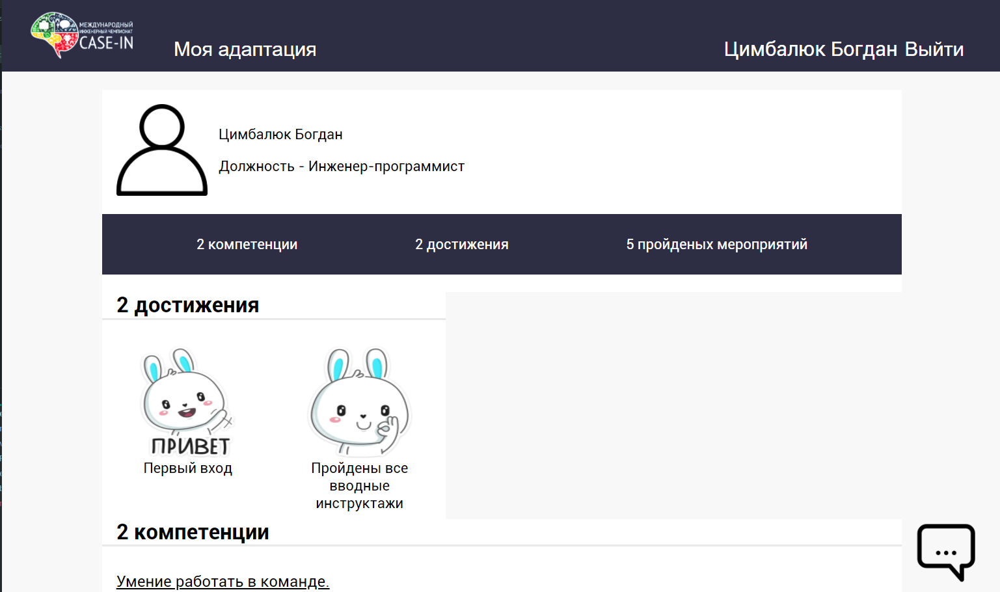 МЕЖДУНАРОДНЫЙ
ИНЖЕНЕРНЫЙ ЧЕМПИОНАТ
CASE-IN
Моя адаптация
Цимбалюк Богдан Выйти
Цимбалюк Богдан
Должность - Инженер-программист
2 компетенции
2 достижения
5 пройденых мероприятий
2 достижения
ПРИВЕТ
Первый вход
Пройдены все
вводные
инструктажи
2 компетенции
Умение работать в команде.